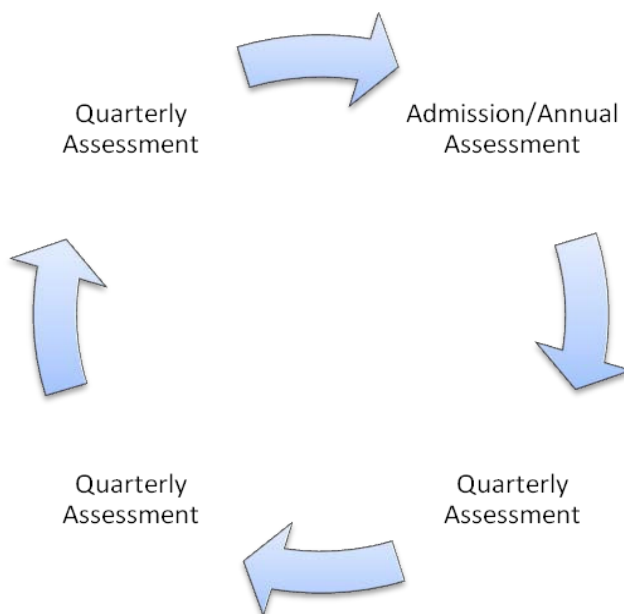 Quarterly
Assessment
Admission/Annual
Assessment
Quarterly
Assessment
Quarterly
Assessment